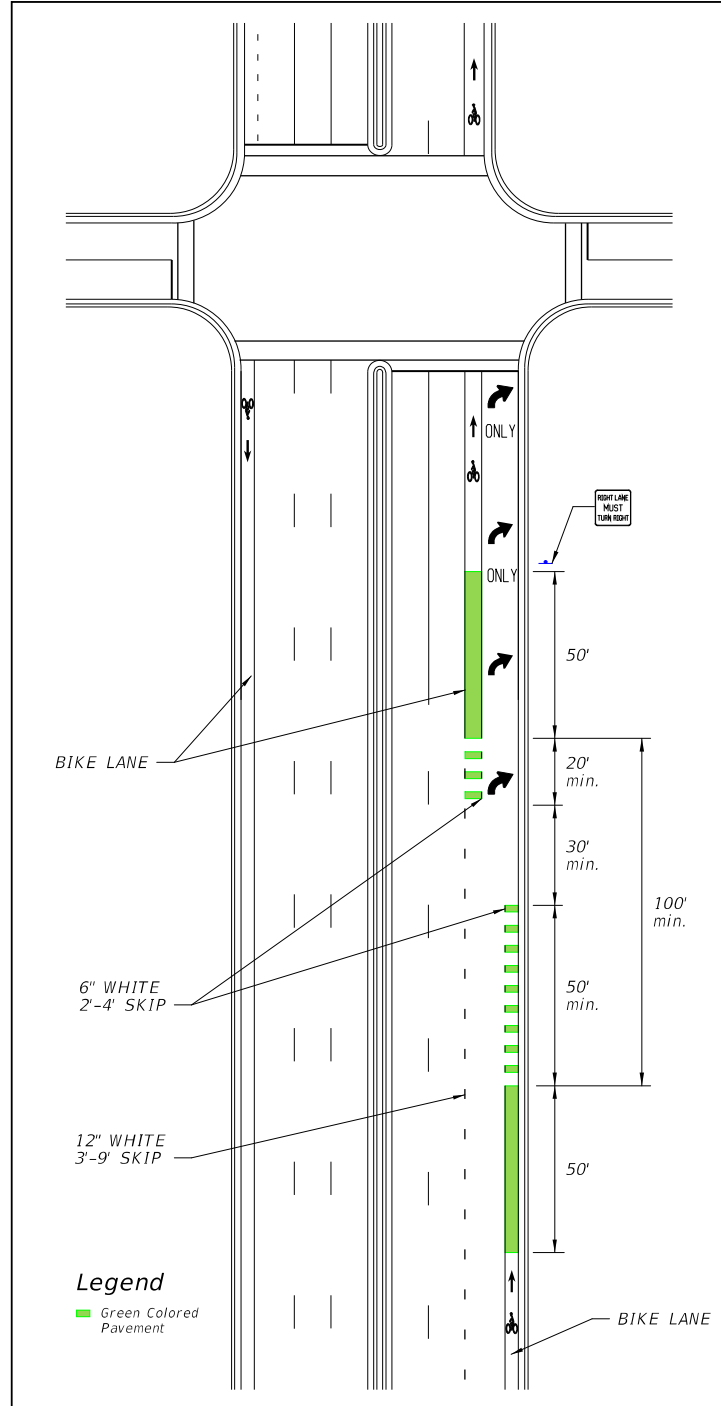 ONLY
RIGHT LANE
MUST
TURN RIGHT
ONLY
50'
BIKE LANE
20'
min.
30'
min.
100'
min.
6" WHITE
2'-4' SKIP
50'
min.
12" WHITE
3'-9' SKIP
50'
Legend
Green Colored
Pavement
BIKE LANE